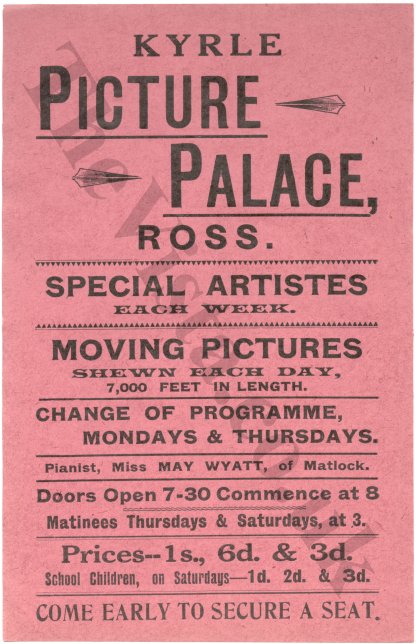 KYRLE
PICTURE
PALACE,
ROSS.
SPECIAL ARTISTES
EACH WEEK.
MOVING PICTURES
SHEWN EACH DAY,
7,000 FEET IN LENGTH.
CHANGE OF PROGRAMME,
MONDAYS & THURSDAYS.
Pianist, Miss MAY WYATT, of Matlock.
Doors Open 7-30 Commence at 8
Matinees Thursdays & Saturdays, at 3.
Prices--1s., 6d. & 3d.
School Children, on Saturdays—1d. 2d. & 3d.
COME EARLY TO SECURE A SEAT.
TheVista.co.uk